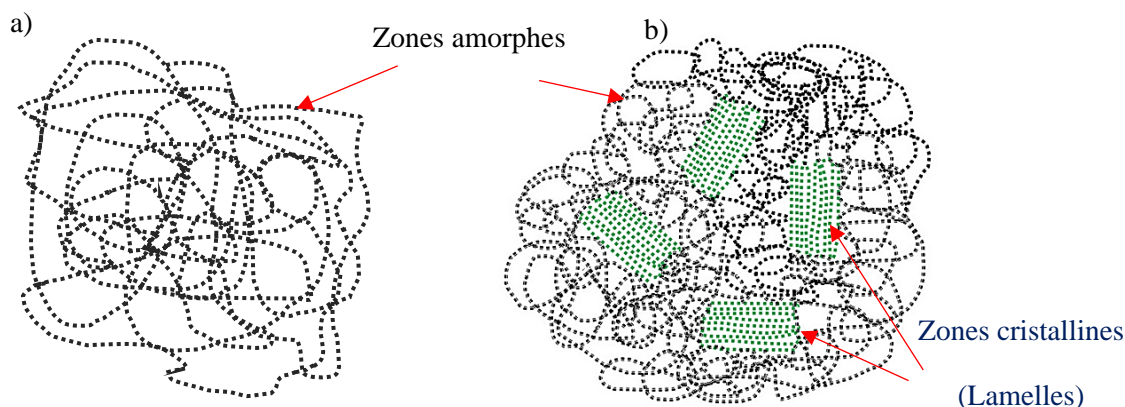 a)
Zones amorphes
b)
Zones cristallines
(Lamelles)